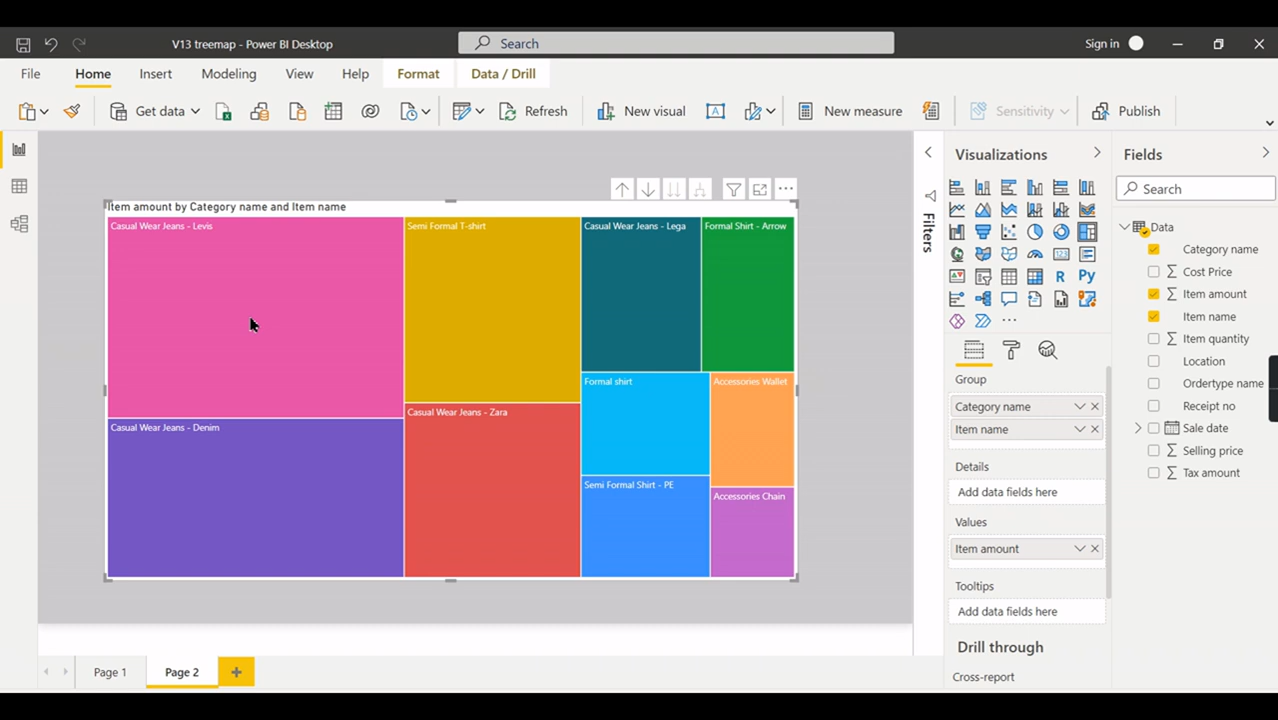 V13 treemap - Power BI Desktop
Search
Sign in
File
Home
Insert
Modeling
View
Help
Format
Data / Drill
Get data
Refresh
New visual
New measure
Sensitivity
Publish
Item amount by Category name and Item name
Casual Wear Jeans - Levis
Semi Formal T-shirt
Casual Wear Jeans - Lega
Formal Shirt - Arrow
Formal shirt
Accessories Wallet
Casual Wear Jeans - Denim
Casual Wear Jeans - Zara
Semi Formal Shirt - PE
Accessories Chain
Filters
Visualizations
R
Py
Group
Category name
Item name
Details
Add data fields here
Values
Item amount
Tooltips
Add data fields here
Drill through
Cross-report
Fields
Search
Data
Category name
Cost Price
Item amount
Item name
Item quantity
Location
Ordertype name
Receipt no
Sale date
Selling price
Tax amount
Page 1
Page 2